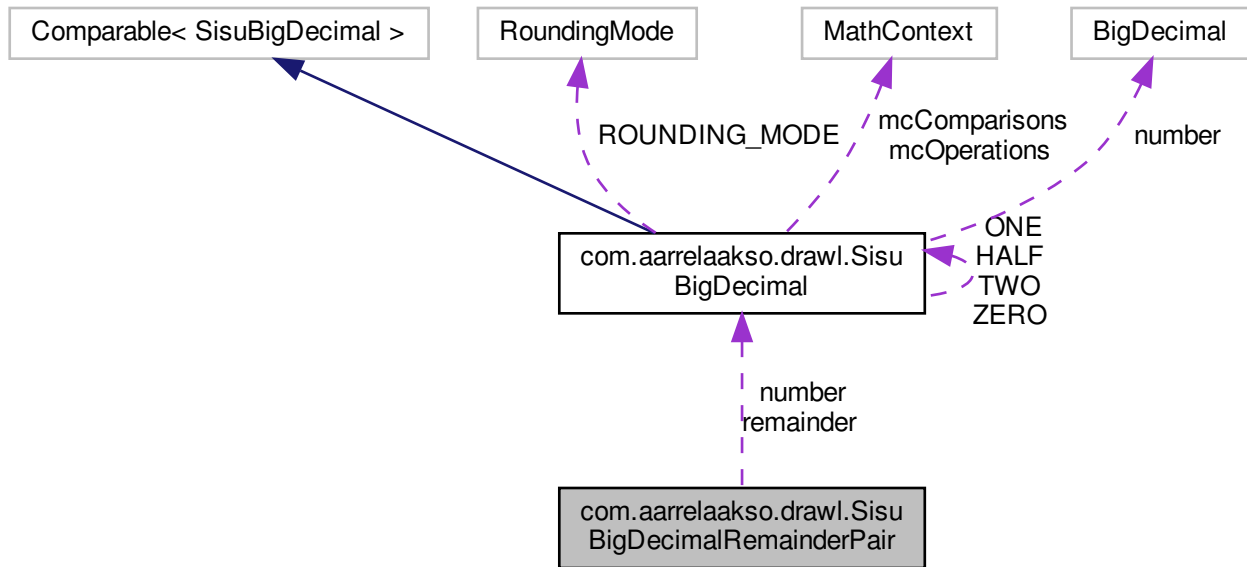 Comparable< SisuBigDecimal >
RoundingMode
MathContext
BigDecimal
ROUNDING_MODE
mcComparisons
mcOperations
number
com.aarrelaakso.drawl.Sisu
BigDecimal
ONE
HALF
TWO
ZERO
number
remainder
com.aarrelaakso.drawl.Sisu
BigDecimalRemainderPair